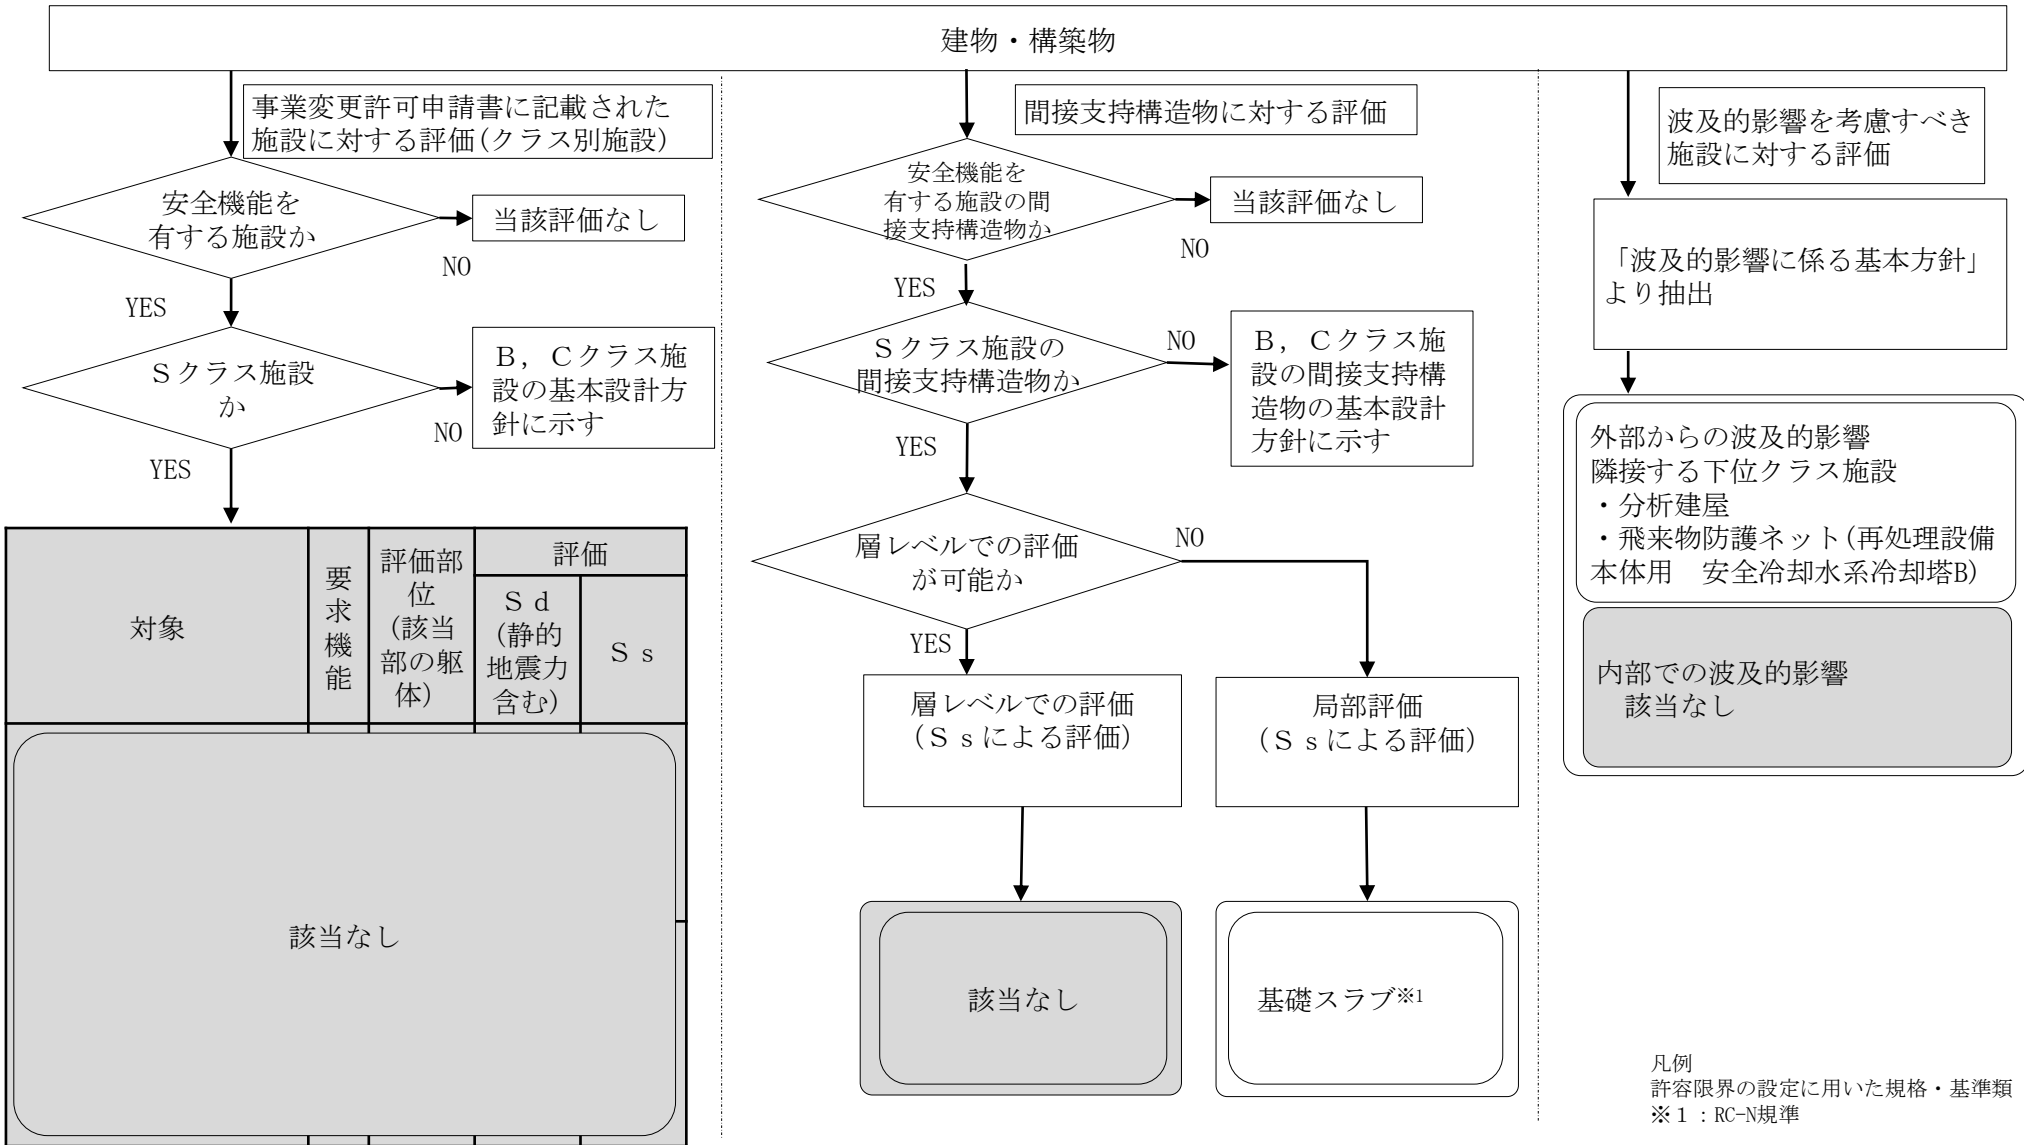 建物・構築物
事業変更許可申請書に記載された
施設に対する評価(クラス別施設)
安全機能を
有する施設か
当該評価なし
NO
YES
Sクラス施設
か
B,Cクラス施
設の基本設計方
針に示す
NO
YES
対象
要
求
機
能
評価部
位
(該当
部の躯
体)
評価
Sd
(静的
地震力
含む)
Ss
該当なし
間接支持構造物に対する評価
安全機能を
有する施設の間
接支持構造物か
当該評価なし
NO
YES
Sクラス施設の
間接支持構造物か
NO
B,Cクラス施
設の間接支持構
造物の基本設計
方針に示す
YES
層レベルでの評価
が可能か
NO
YES
層レベルでの評価
(Ssによる評価)
局部評価
(Ssによる評価)
該当なし
基礎スラブ※1
波及的影響を考慮すべき
施設に対する評価
「波及的影響に係る基本方針」
より抽出
外部からの波及的影響
隣接する下位クラス施設
・分析建屋
・飛来物防護ネット(再処理設備
本体用 安全冷却水系冷却塔B)
内部での波及的影響
該当なし
凡例
許容限界の設定に用いた規格・基準類
※1:RC-N規準